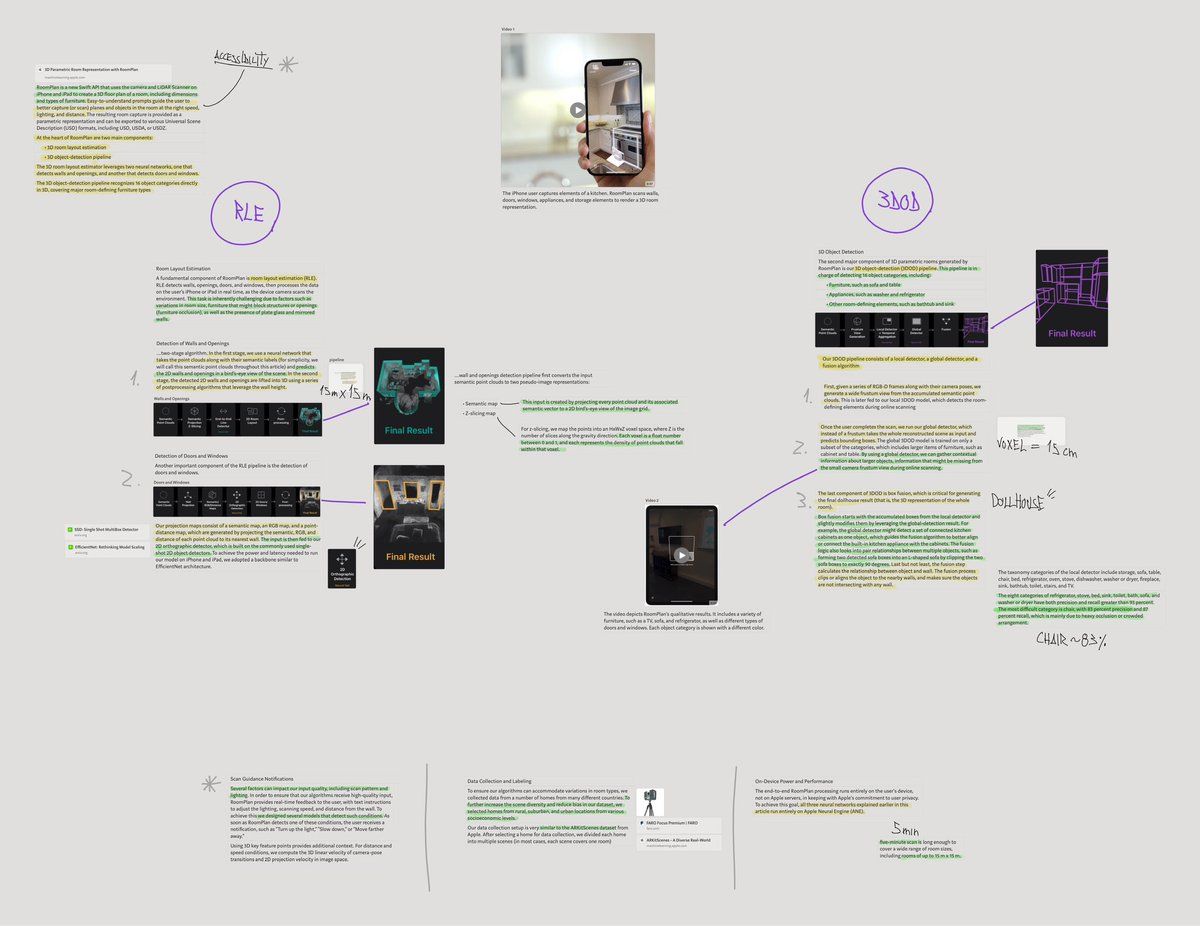 ACCESSIBILITY
3D Parametric Room Representation with RoomPlan
machinelearning.apple.com
RoomPlan is a new Swift API that uses the camera and LiDAR Scanner on
iPhone and iPad to create a 3D floor plan of a room, including dimensions
and types of furniture. Easy-to-understand prompts guide the user to
better capture (or scan) planes and objects in the room at the right speed,
lighting, and distance. The resulting room capture is provided as a
parametric representation and can be exported to various Universal Scene
Description (USD) formats, including USD, USDA, or USDZ.
At the heart of RoomPlan are two main components:
• 3D room layout estimation
• 3D object-detection pipeline
The 3D room layout estimator leverages two neural networks, one that
detects walls and openings, and another that detects doors and windows.
The 3D object-detection pipeline recognizes 16 object categories directly
in 3D, covering major room-defining furniture types
Video 1
The iPhone user captures elements of a kitchen. RoomPlan scans walls,
doors, windows, appliances, and storage elements to render a 3D room
representation.
RLE
Room Layout Estimation
A fundamental component of RoomPlan is room layout estimation (RLE).
RLE detects walls, openings, doors, and windows, then processes the data
on the user's iPhone or iPad in real time, as the device camera scans the
environment. This task is inherently challenging due to factors such as
variations in room size, furniture that might block structures or openings
(furniture occlusion), as well as the presence of plate glass and mirrored
walls.
1.
Detection of Walls and Openings
...two-stage algorithm. In the first stage, we use a neural network that
takes the point clouds along with their semantic labels (for simplicity, we
will call this semantic point clouds throughout this article) and predicts
the 2D walls and openings in a bird's-eye view of the scene. In the second
stage, the detected 2D walls and openings are lifted into 3D using a series
of postprocessing algorithms that leverage the wall height.
pipeline
15m x 15m
Walls and Openings
Semantic Point Clouds
Semantic Projection Z-Slicing
End-to-End Line Detector
2D Room Layout
Post-processing
Final Result
Final Result
...wall and openings detection pipeline first converts the input
semantic point clouds to two pseudo-image representations:
• Semantic map
• Z-slicing map
This input is created by projecting every point cloud and its associated
semantic vector to a 2D bird's-eye view of the image grid.
For z-slicing, we map the points into an HxWxZ voxel space, where Z is the
number of slices along the gravity direction. Each voxel is a float number
between 0 and 1, and each represents the density of point clouds that fall
within that voxel.
2.
Detection of Doors and Windows
Another important component of the RLE pipeline is the detection of
doors and windows.
Doors and Windows
Semantic Point Clouds
Wall Projection
2D Orthographic Detection
Post-processing
Final Result
Final Result
SSD: Single Shot MultiBox Detector
arxiv.org
EfficientNet: Rethinking Model Scaling
arxiv.org
Our projection maps consist of a semantic map, an RGB map, and a point-
distance map, which are generated by projecting the semantic, RGB, and
distance of each point cloud to its nearest wall. The input is then fed to our
2D orthographic detector, which is built on the commonly used single-
shot 2D object detectors. To achieve the power and latency needed to run
our model on iPhone and iPad, we adopted a backbone similar to
EfficientNet architecture.
2D
Orthographic
Detection
Video 2
The video depicts RoomPlan's qualitative results. It includes a variety of
furniture, such as a TV, sofa, and refrigerator, as well as different types of
doors and windows. Each object category is shown with a different color.
3DOD
3D Object Detection
The second major component of 3D parametric rooms generated by
RoomPlan is our 3D object-detection (3DOD) pipeline. This pipeline is in
charge of detecting 16 object categories, including:
• Furniture, such as sofa and table
• Appliances, such as washer and refrigerator
• Other room-defining elements, such as bathtub and sink
Semantic Point Clouds
Frustum View Generation
Local Detector + Temporal Aggregation
Global Detector
Fusion
Final Result
Final Result
Our 3DOD pipeline consists of a local detector, a global detector, and a
fusion algorithm
1.
First, given a series of RGB-D frames along with their camera poses, we
generate a wide frustum view from the accumulated semantic point
clouds. This is later fed to our local 3DOD model, which detects the room-
defining elements during online scanning
2.
Once the user completes the scan, we run our global detector, which
instead of a frustum takes the whole reconstructed scene as input and
predicts bounding boxes. The global 3DOD model is trained on only a
subset of the categories, which includes larger items of furniture, such as
cabinet and table. By using a global detector, we can gather contextual
information about larger objects, information that might be missing from
the small camera frustum view during online scanning.
VOXEL = 15 cm
3.
The last component of 3DOD is box fusion, which is critical for generating
the final dollhouse result (that is, the 3D representation of the whole
room).
DOLLHOUSE
Box fusion starts with the accumulated boxes from the local detector and
slightly modifies them by leveraging the global-detection result. For
example, the global detector might detect a set of connected kitchen
cabinets as one object, which guides the fusion algorithm to better align
or connect the built-in kitchen appliance with the cabinets. The fusion
logic also looks into pair relationships between multiple objects, such as
forming two detected sofa boxes into an L-shaped sofa by clipping the two
sofa boxes to exactly 90 degrees. Last but not least, the fusion step
calculates the relationship between object and wall. The fusion process
clips or aligns the object to the nearby walls, and makes sure the objects
are not intersecting with any wall.
The taxonomy categories of the local detector include storage, sofa, table,
chair, bed, refrigerator, oven, stove, dishwasher, washer or dryer, fireplace,
sink, bathtub, toilet, stairs, and TV.
The eight categories of refrigerator, stove, bed, sink, toilet, bath, sofa, and
washer or dryer have both precision and recall greater than 93 percent.
The most difficult category is chair, with 83 percent precision and 87
percent recall, which is mainly due to heavy occlusion or crowded
arrangement.
CHAIR ~83%
Scan Guidance Notifications
Several factors can impact our input quality, including scan pattern and
lighting. In order to ensure that our algorithms receive high-quality input,
RoomPlan provides real-time feedback to the user, with text instructions
to adjust the lighting, scanning speed, and distance from the wall. To
achieve this we designed several models that detect such conditions. As
soon as RoomPlan detects one of these conditions, the user receives a
notification, such as "Turn up the light," "Slow down," or "Move farther
away."
Using 3D key feature points provides additional context. For distance and
speed conditions, we compute the 3D linear velocity of camera-pose
transitions and 2D projection velocity in image space.
Data Collection and Labeling
To ensure our algorithms can accommodate variations in room types, we
collected data from a number of homes from many different countries. To
further increase the scene diversity and reduce bias in our dataset, we
selected homes from rural, suburban, and urban locations from various
socioeconomic levels.
Our data collection setup is very similar to the ARKitScenes dataset from
Apple. After selecting a home for data collection, we divided each home
into multiple scenes (in most cases, each scene covers one room)
FARO Focus Premium | FARO
faro.com
ARKitScenes - A Diverse Real-World
machinelearning.apple.com
On-Device Power and Performance
The end-to-end RoomPlan processing runs entirely on the user's device,
not on Apple servers, in keeping with Apple's commitment to user privacy.
To achieve this goal, all three neural networks explained earlier in this
article run entirely on Apple Neural Engine (ANE).
5min
five-minute scan is long enough to
cover a wide range of room sizes,
including rooms of up to 15 m x 15 m.